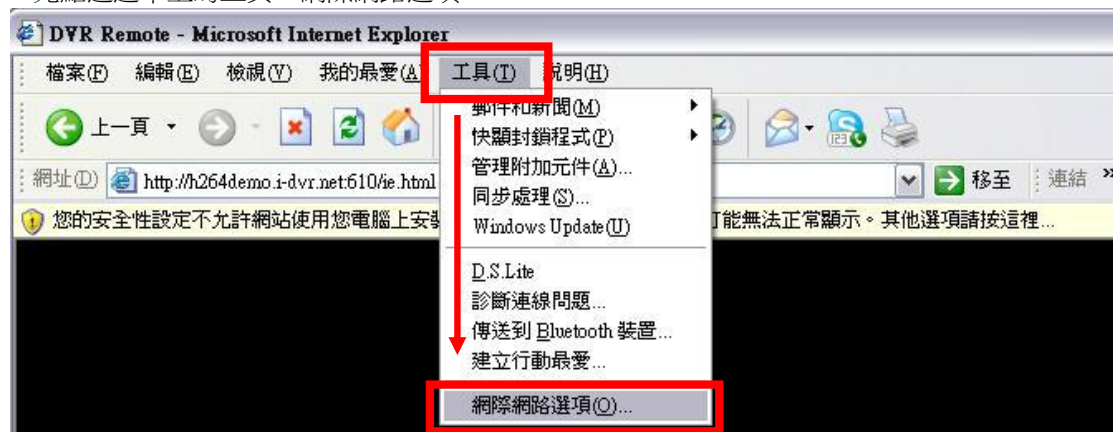 DVR Remote - Microsoft Internet Explorer
檔案(F) 編輯(E) 檢視(V) 我的最愛(A) 工具(T) 說明(H)
上一頁
網址(D) http://h264demo.i-dvr.net:610/ie.html 移至 連結 »
您的安全性設定不允許網站使用您電腦上安 可能無法正常顯示。其他選項請按這裡...
郵件和新聞(M)
快顯封鎖程式(P)
管理附加元件(A)...
同步處理(S)...
Windows Update(U)
D.S.Lite
診斷連線問題...
傳送到 Bluetooth 裝置...
建立行動最愛...
網際網路選項(O)...